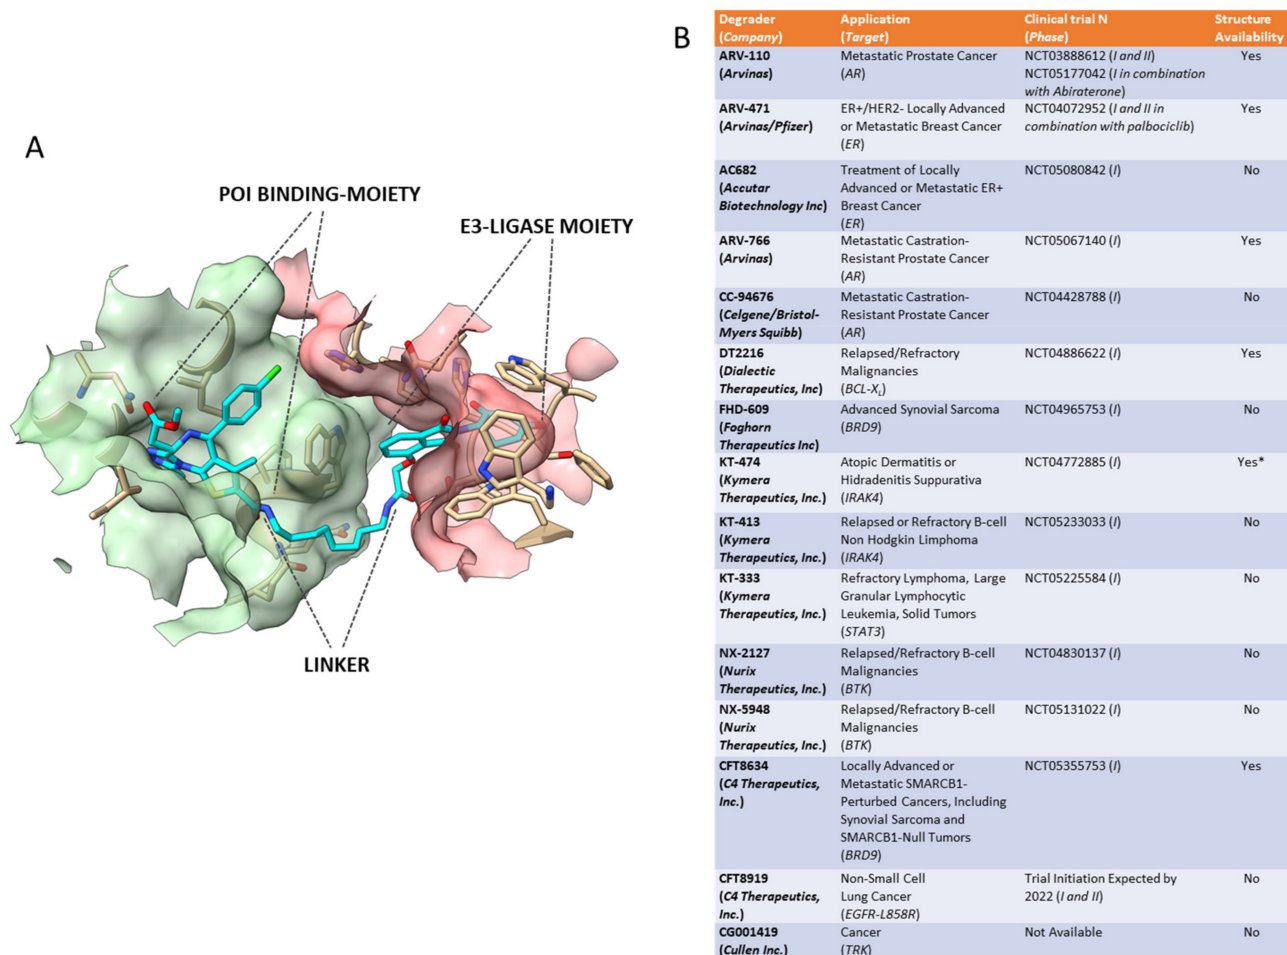 A
POI BINDING-MOIETY
E3-LIGASE MOIETY
LINKER
B
Degrader Application Clinical trial N Structure
(Company) (Target) (Phase) Availability
ARV-110 Metastatic Prostate Cancer NCT03888612 (I and II) Yes
(Arvinas) (AR) NCT05177042 (I in combination
with Abiraterone)
ARV-471 ER+/HER2- Locally Advanced NCT04072952 (I and II in Yes
(Arvinas/Pfizer) or Metastatic Breast Cancer combination with palbociclib)
(ER)
AC682 Treatment of Locally NCT05080842 (I) No
(Accutar Advanced or Metastatic ER+
Biotechnology Inc) Breast Cancer
(ER)
ARV-766 Metastatic Castration- NCT05067140 (I) Yes
(Arvinas) Resistant Prostate Cancer
(AR)
CC-94676 Metastatic Castration- NCT04428788 (I) No
(Celgene/Bristol- Resistant Prostate Cancer
Myers Squibb) (AR)
DT2216 Relapsed/Refractory NCT04886622 (I) Yes
(Dialectic Malignancies
Therapeutics, Inc) (BCL-XL)
FHD-609 Advanced Synovial Sarcoma NCT04965753 (I) No
(Foghorn (BRD9)
Therapeutics Inc)
KT-474 Atopic Dermatitis or NCT04772885 (I) Yes*
(Kymera Hidradenitis Suppurativa
Therapeutics, Inc.) (IRAK4)
KT-413 Relapsed or Refractory B-cell NCT05233033 (I) No
(Kymera Non Hodgkin Limphoma
Therapeutics, Inc.) (IRAK4)
KT-333 Refractory Lymphoma, Large NCT05225584 (I) No
(Kymera Granular Lymphocytic
Therapeutics, Inc.) Leukemia, Solid Tumors
(STAT3)
NX-2127 Relapsed/Refractory B-cell NCT04830137 (I) No
(Nurix Malignancies
Therapeutics, Inc.) (BTK)
NX-5948 Relapsed/Refractory B-cell NCT05131022 (I) No
(Nurix Malignancies
Therapeutics, Inc.) (BTK)
CFT8634 Locally Advanced or NCT05355753 (I) Yes
(C4 Therapeutics, Metastatic SMARCB1-
Inc.) Perturbed Cancers, Including
Synovial Sarcoma and
SMARCB1-Null Tumors
(BRD9)
CFT8919 Non-Small Cell Trial Initiation Expected by No
(C4 Therapeutics, Lung Cancer 2022 (I and II)
Inc.) (EGFR-L858R)
CG001419 Cancer Not Available No
(Cullen Inc.) (TRK)